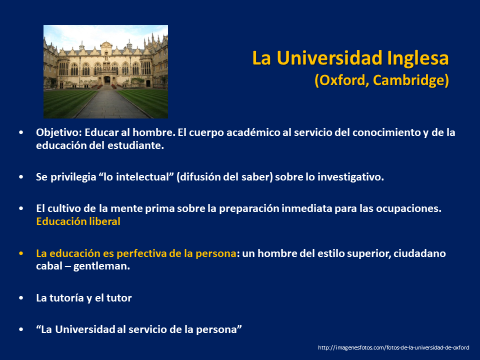 La Universidad Inglesa
(Oxford, Cambridge)
• Objetivo: Educar al hombre. El cuerpo académico al servicio del conocimiento y de la
educación del estudiante.
• Se privilegia “lo intelectual” (difusión del saber) sobre lo investigativo.
• El cultivo de la mente prima sobre la preparación inmediata para las ocupaciones.
Educación liberal
• La educación es perfectiva de la persona: un hombre del estilo superior, ciudadano
cabal – gentleman.
• La tutoría y el tutor
• “La Universidad al servicio de la persona”
http://imagenesfotos.com/fotos-de-la-universidad-de-oxford